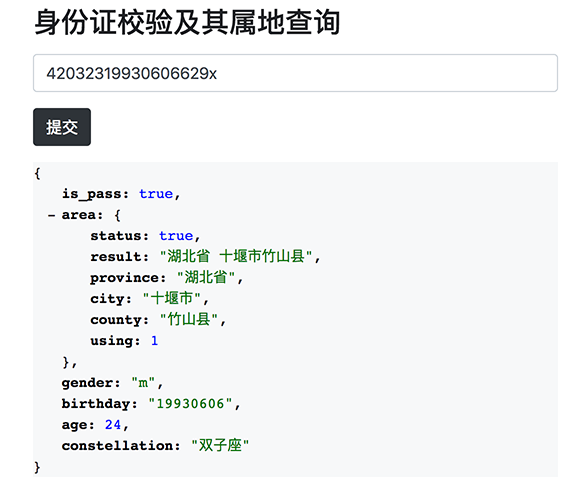 身份证校验及其属地查询
42032319930606629x
提交
{
is_pass: true,
- area: {
status: true,
result: "湖北省 十堰市竹山县",
province: "湖北省",
city: "十堰市",
county: "竹山县",
using: 1
},
gender: "m",
birthday: "19930606",
age: 24,
constellation: "双子座"
}